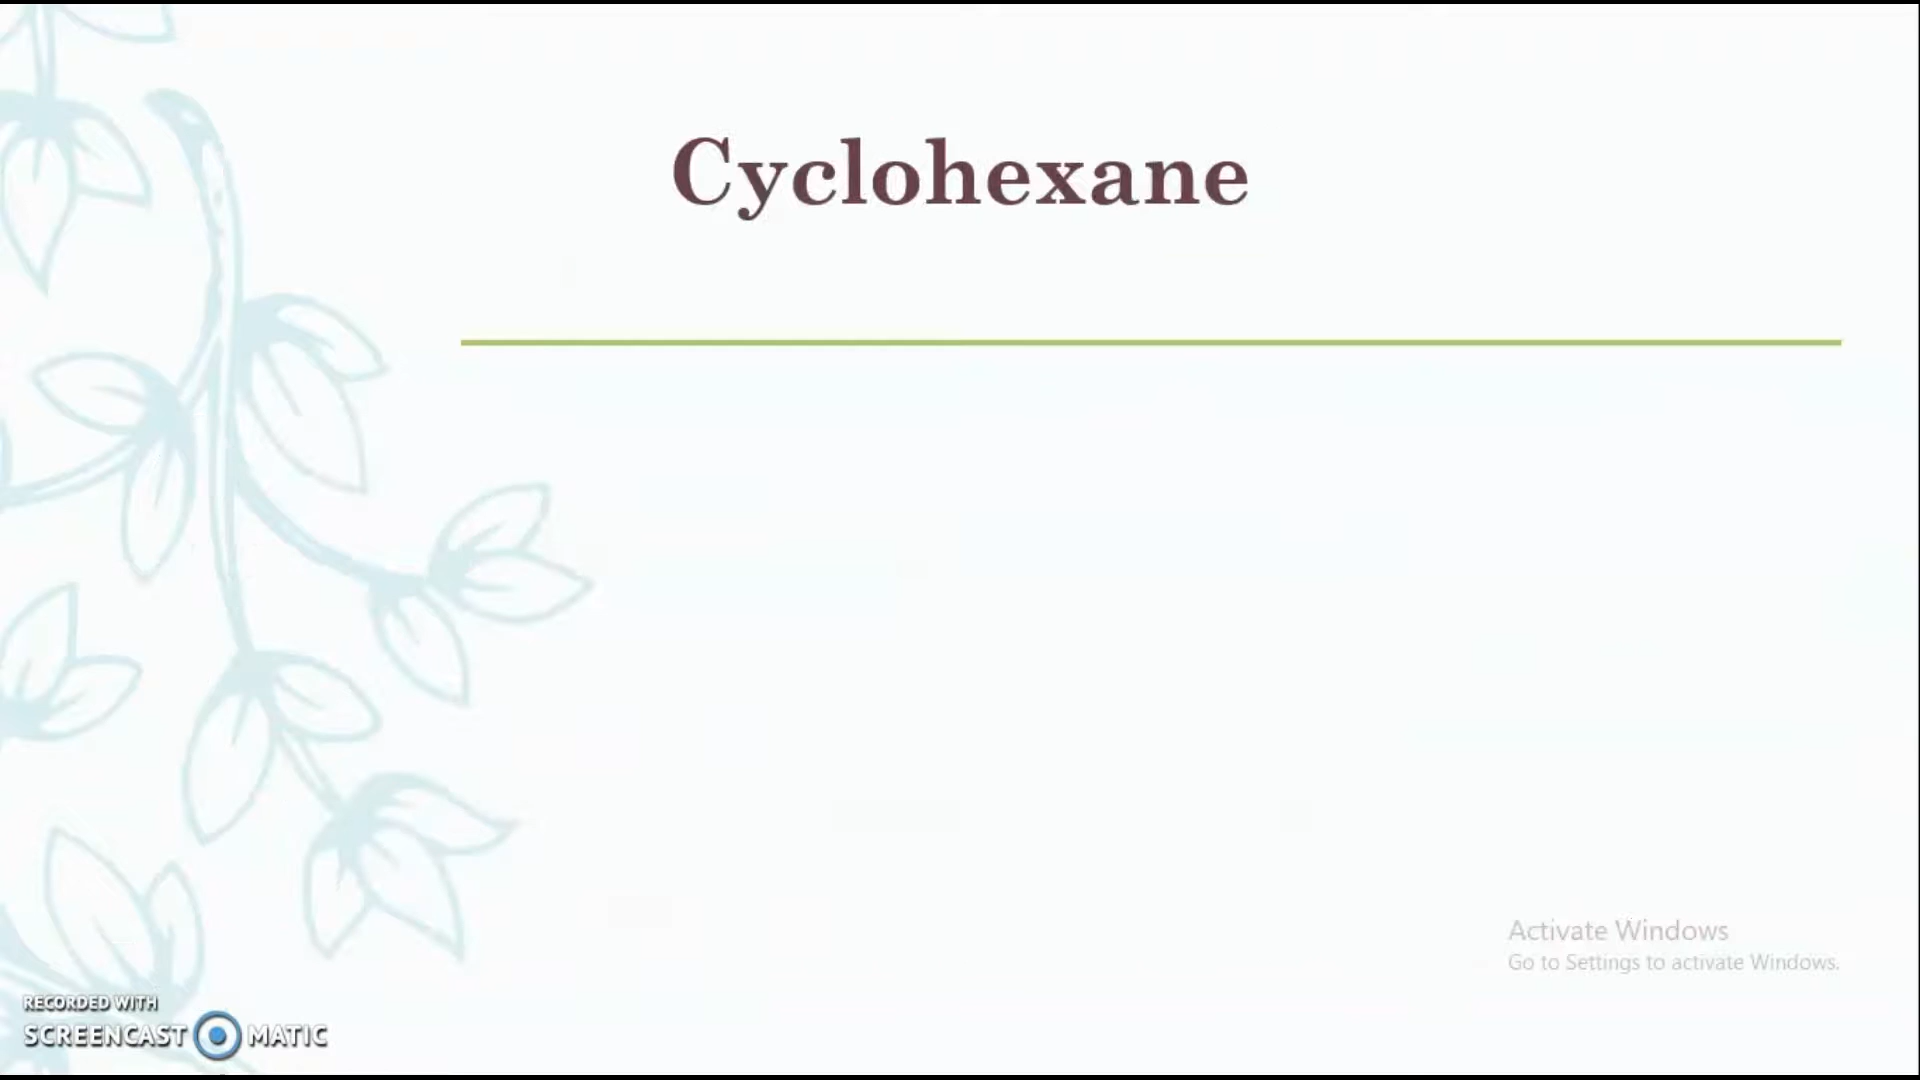 Cyclohexane
Activate Windows
Go to Settings to activate Windows.
RECORDED WITH
SCREENCAST MATIC